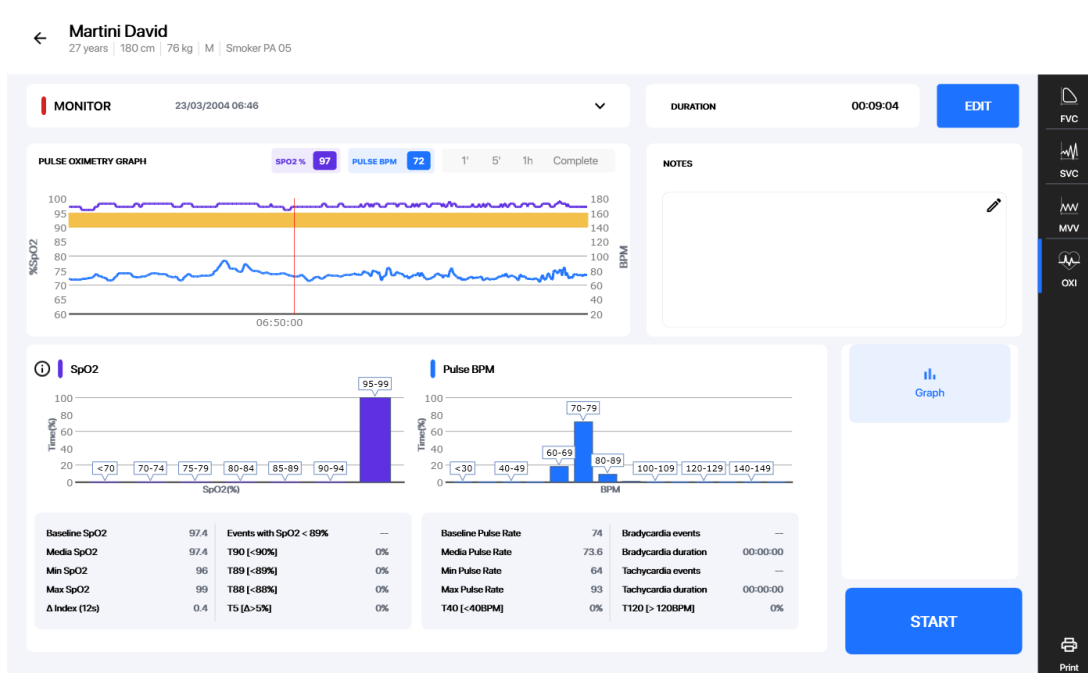 Martini David
27 years | 180 cm | 76 kg | M | Smoker PA 05
MONITOR 23/03/2004 06:46
DURATION 00:09:04
EDIT
FVC
SVC
MVV
OXI
PULSE OXIMETRY GRAPH SPO2 % 97 PULSE BPM 72 1' 5' 1h Complete
NOTES
%SpO2
100
95
90
85
80
75
70
65
60
180
160
140
120
100
80
60
40
20
BPM
06:50:00
SpO2
95-99
100
80
60
40
20
0
Time(%)
<70 70-74 75-79 80-84 85-89 90-94
SpO2(%)
Pulse BPM
100
80
60
40
20
0
Time(%)
70-79
60-69
80-89
<30 40-49 100-109 120-129 140-149
BPM
Graph
Baseline SpO2 97.4 Events with SpO2 < 89% —
Media SpO2 97.4 T90 [<90%] 0%
Min SpO2 96 T89 [<89%] 0%
Max SpO2 99 T88 [<88%] 0%
Δ Index (12s) 0.4 T5 [Δ>5%] 0%
Baseline Pulse Rate 74 Bradycardia events —
Media Pulse Rate 73.6 Bradycardia duration 00:00:00
Min Pulse Rate 64 Tachycardia events —
Max Pulse Rate 93 Tachycardia duration 00:00:00
T40 [<40BPM] 0% T120 [> 120BPM] 0%
START
Print